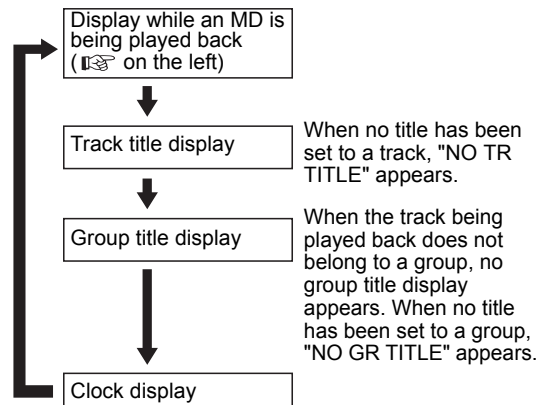 Display while an MD is
being played back
(☞ on the left)
Track title display
When no title has been
set to a track, "NO TR
TITLE" appears.
Group title display
When the track being
played back does not
belong to a group, no
group title display
appears. When no title
has been set to a group,
"NO GR TITLE" appears.
Clock display